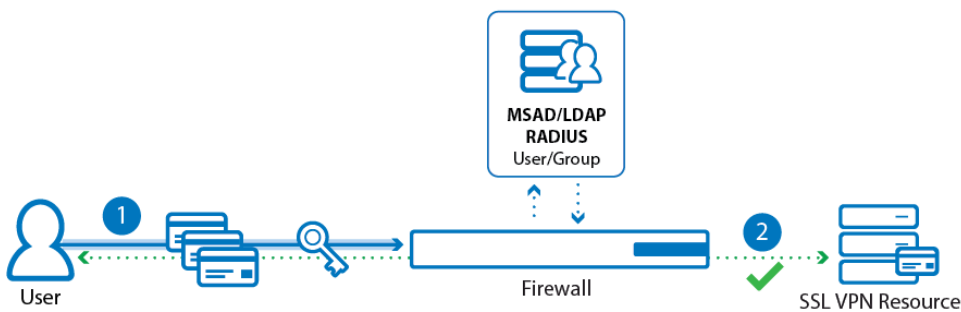 MSAD/LDAP
RADIUS
User/Group
1
2
User
Firewall
SSL VPN Resource